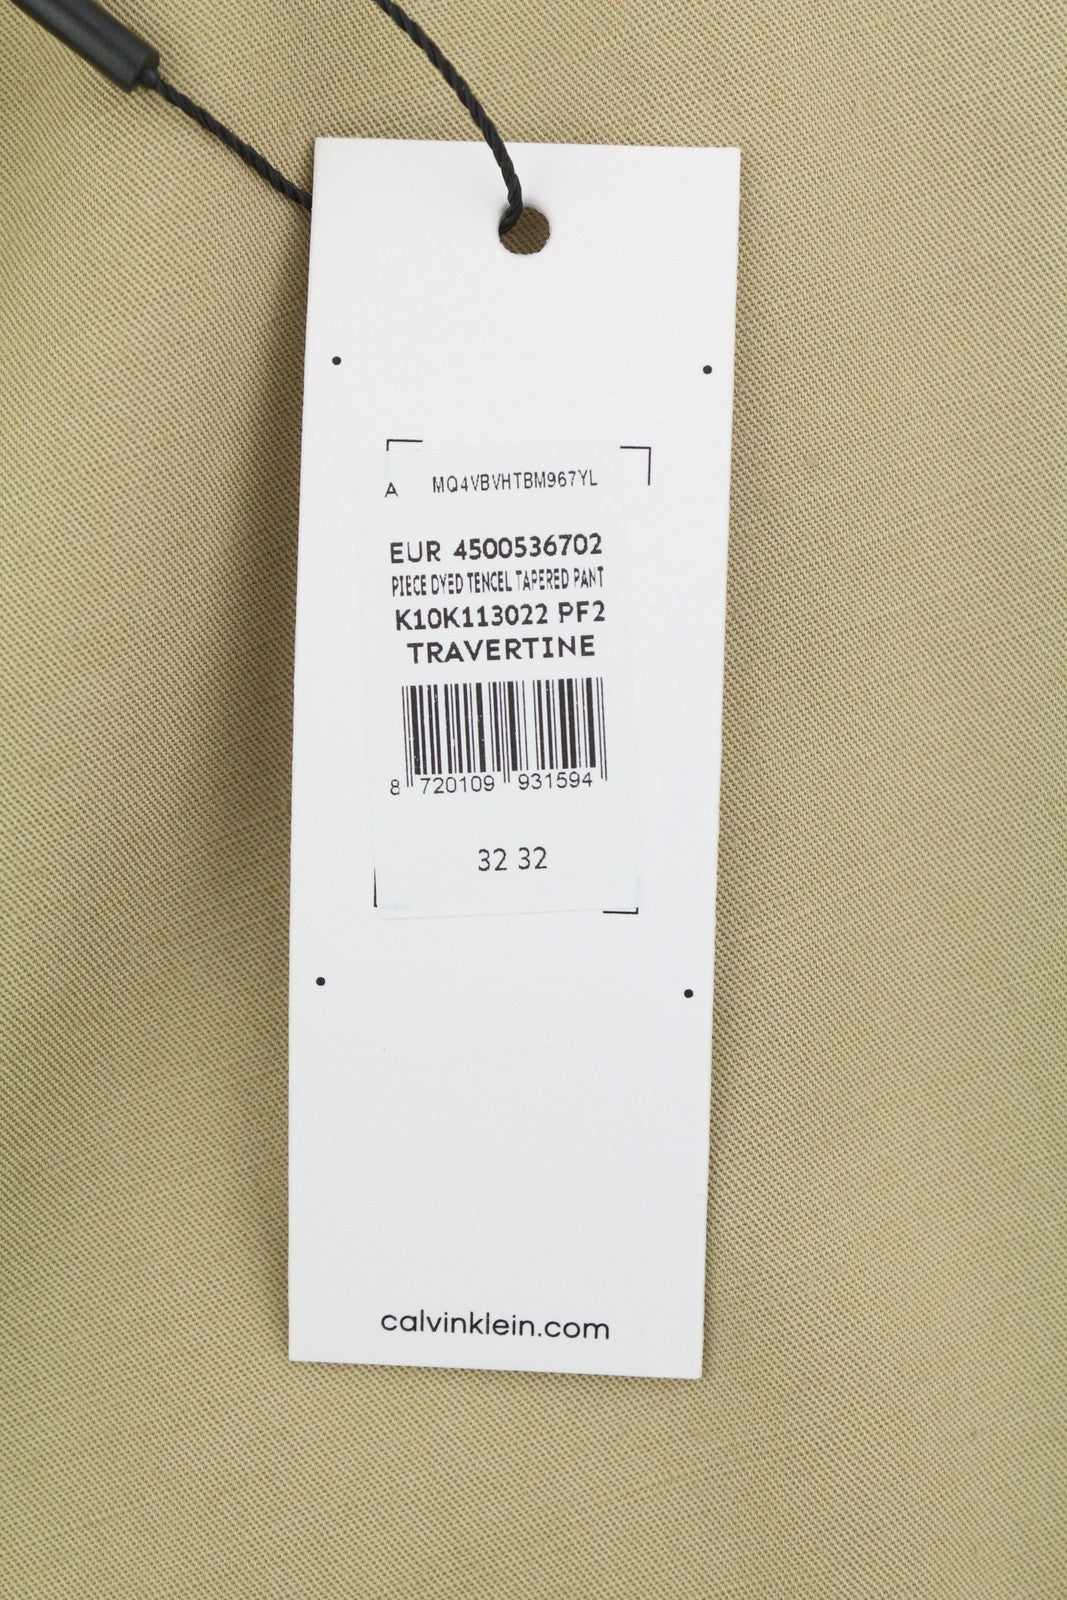 A MQ4VBVHTBM967YL
EUR 4500536702
PIECE DYED TENCEL TAPERED PANT
K10K113022 PF2
TRAVERTINE
8 720109 931594
32 32
calvinklein.com